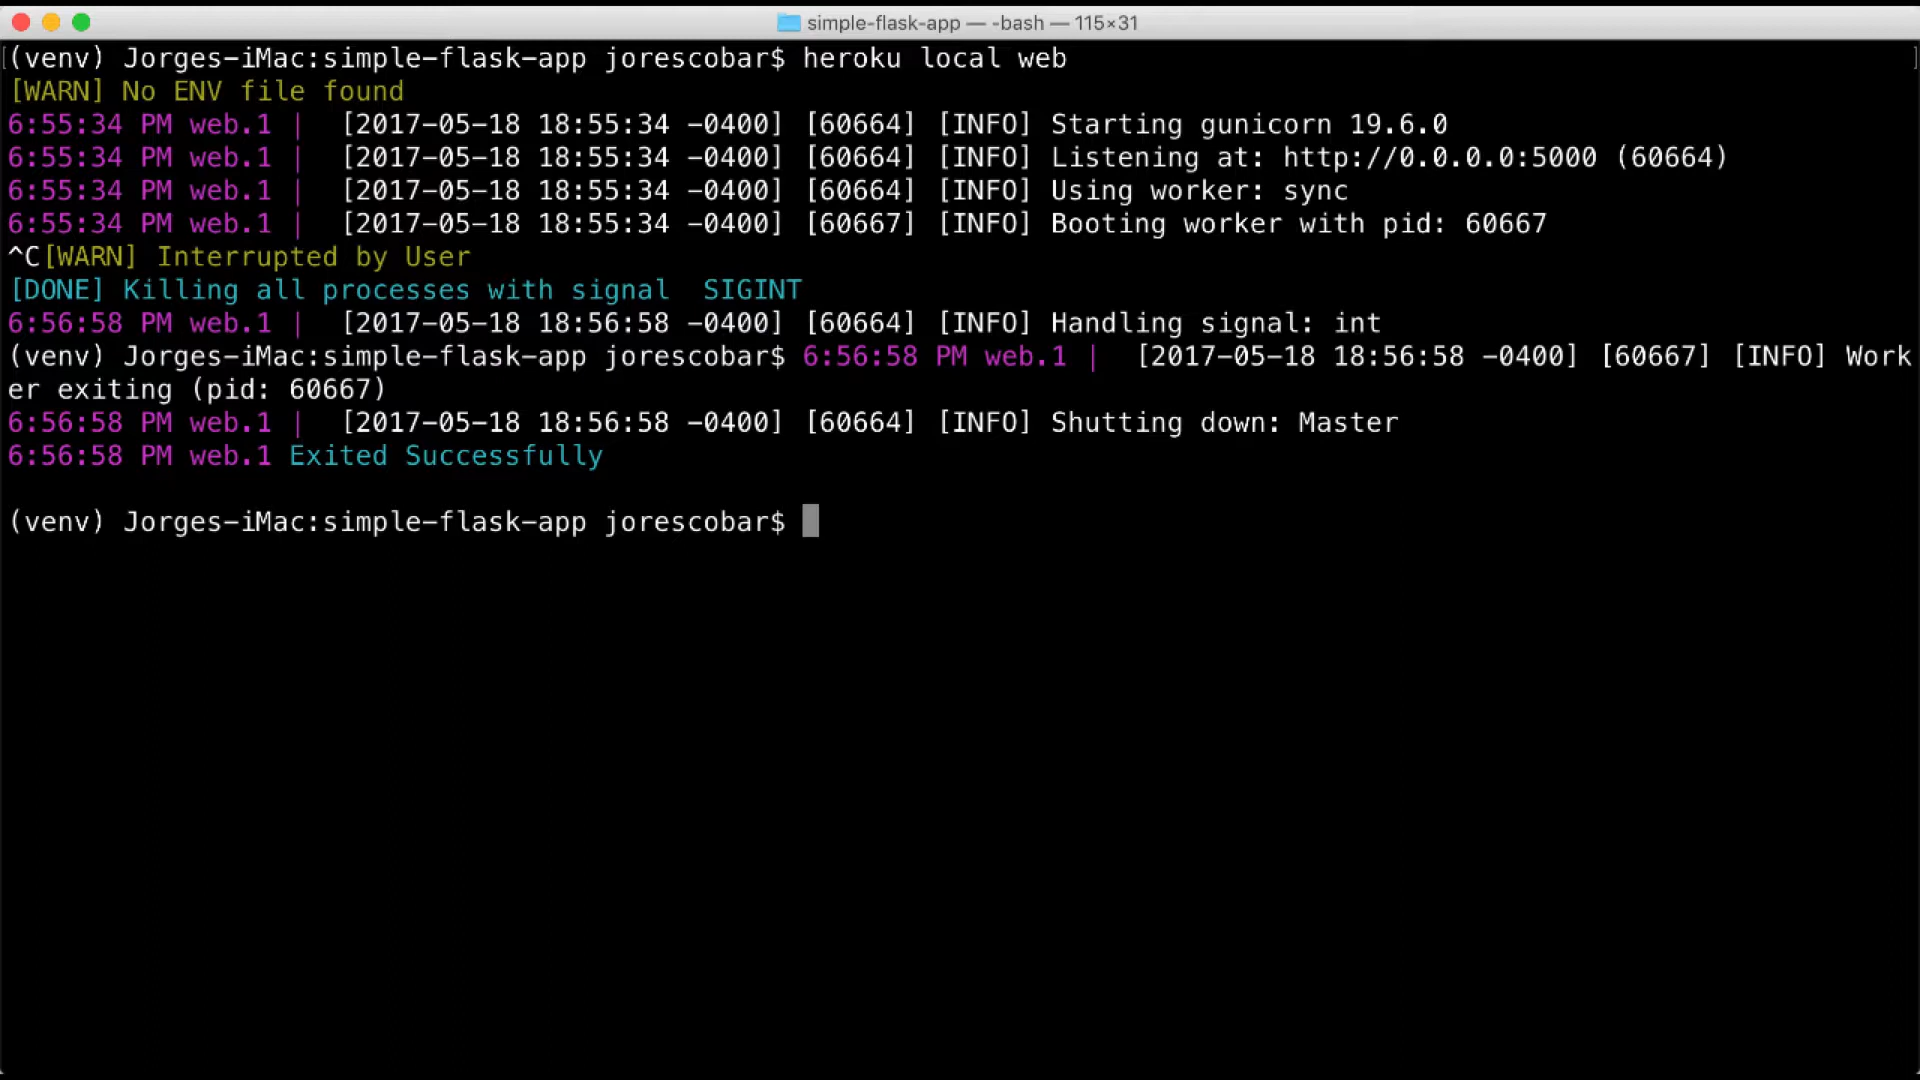 simple-flask-app — -bash — 115×31
(venv) Jorges-iMac:simple-flask-app jorescobar$ heroku local web
[WARN] No ENV file found
6:55:34 PM web.1 |  [2017-05-18 18:55:34 -0400] [60664] [INFO] Starting gunicorn 19.6.0
6:55:34 PM web.1 |  [2017-05-18 18:55:34 -0400] [60664] [INFO] Listening at: http://0.0.0.0:5000 (60664)
6:55:34 PM web.1 |  [2017-05-18 18:55:34 -0400] [60664] [INFO] Using worker: sync
6:55:34 PM web.1 |  [2017-05-18 18:55:34 -0400] [60667] [INFO] Booting worker with pid: 60667
^C[WARN] Interrupted by User
[DONE] Killing all processes with signal  SIGINT
6:56:58 PM web.1 |  [2017-05-18 18:56:58 -0400] [60664] [INFO] Handling signal: int
(venv) Jorges-iMac:simple-flask-app jorescobar$ 6:56:58 PM web.1 |  [2017-05-18 18:56:58 -0400] [60667] [INFO] Work
er exiting (pid: 60667)
6:56:58 PM web.1 |  [2017-05-18 18:56:58 -0400] [60664] [INFO] Shutting down: Master
6:56:58 PM web.1 Exited Successfully
(venv) Jorges-iMac:simple-flask-app jorescobar$